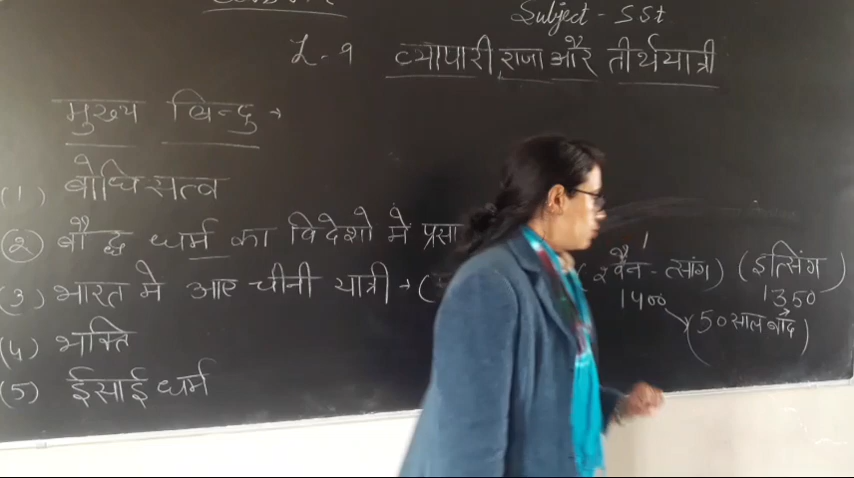 Subject - SSt
L-9 व्यापारी, राजा और तीर्थयात्री
मुख्य बिन्दु →
(1) बोधिसत्व
(2) बौद्ध धर्म का विदेशो में प्रसा
(3) भारत मे आए चीनी यात्री → ( (श्वैन-त्सांग) (इत्सिंग)
1400 1350
(50 साल बाद)
(4) भक्ति
(5) ईसाई धर्म